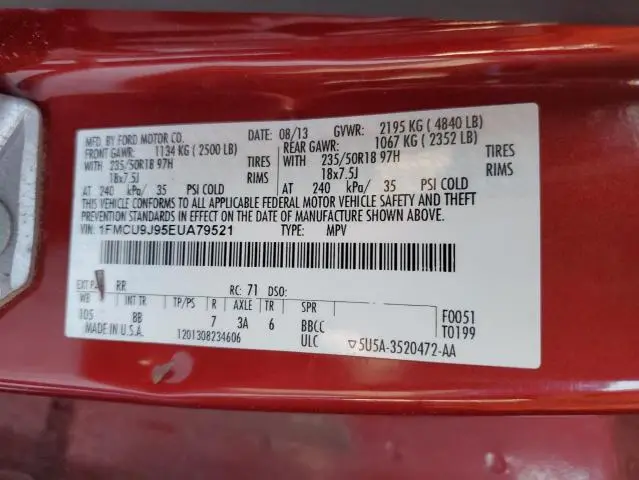 MFD. BY FORD MOTOR CO.
DATE: 08/13 GVWR: 2195 KG ( 4840 LB)
FRONT GAWR: 1134 KG ( 2500 LB)
REAR GAWR: 1067 KG ( 2352 LB)
WITH 235/50R18 97H TIRES
WITH 235/50R18 97H TIRES
18x7.5J RIMS
18x7.5J RIMS
AT 240 kPa/ 35 PSI COLD
AT 240 kPa/ 35 PSI COLD
THIS VEHICLE CONFORMS TO ALL APPLICABLE FEDERAL MOTOR VEHICLE SAFETY AND THEFT
PREVENTION STANDARDS IN EFFECT ON THE DATE OF MANUFACTURE SHOWN ABOVE.
VIN: 1FMCU9J95EUA79521 TYPE: MPV
EXT RR RC: 71 DSO:
WB INT TR TP/PS R AXLE TR SPR F0051
105 BB 7 3A 6 BBCC T0199
MADE IN U.S.A. 1201308234606 ULC ▽5U5A-3520472-AA